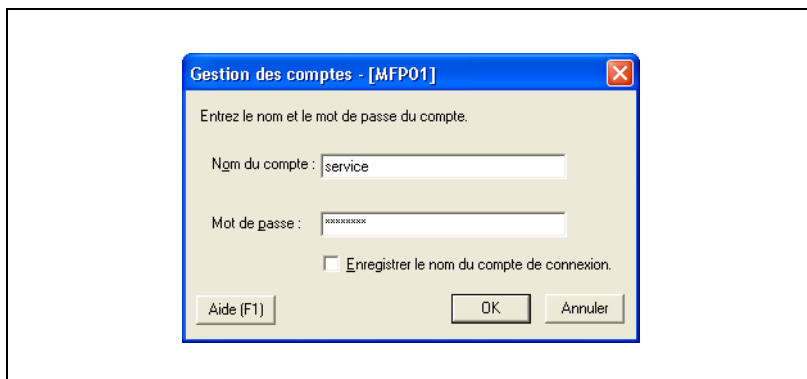 Gestion des comptes - [MFP01]
Entrez le nom et le mot de passe du compte.
Nom du compte : service
Mot de passe : ××××××××
Enregistrer le nom du compte de connexion.
Aide (F1) OK Annuler